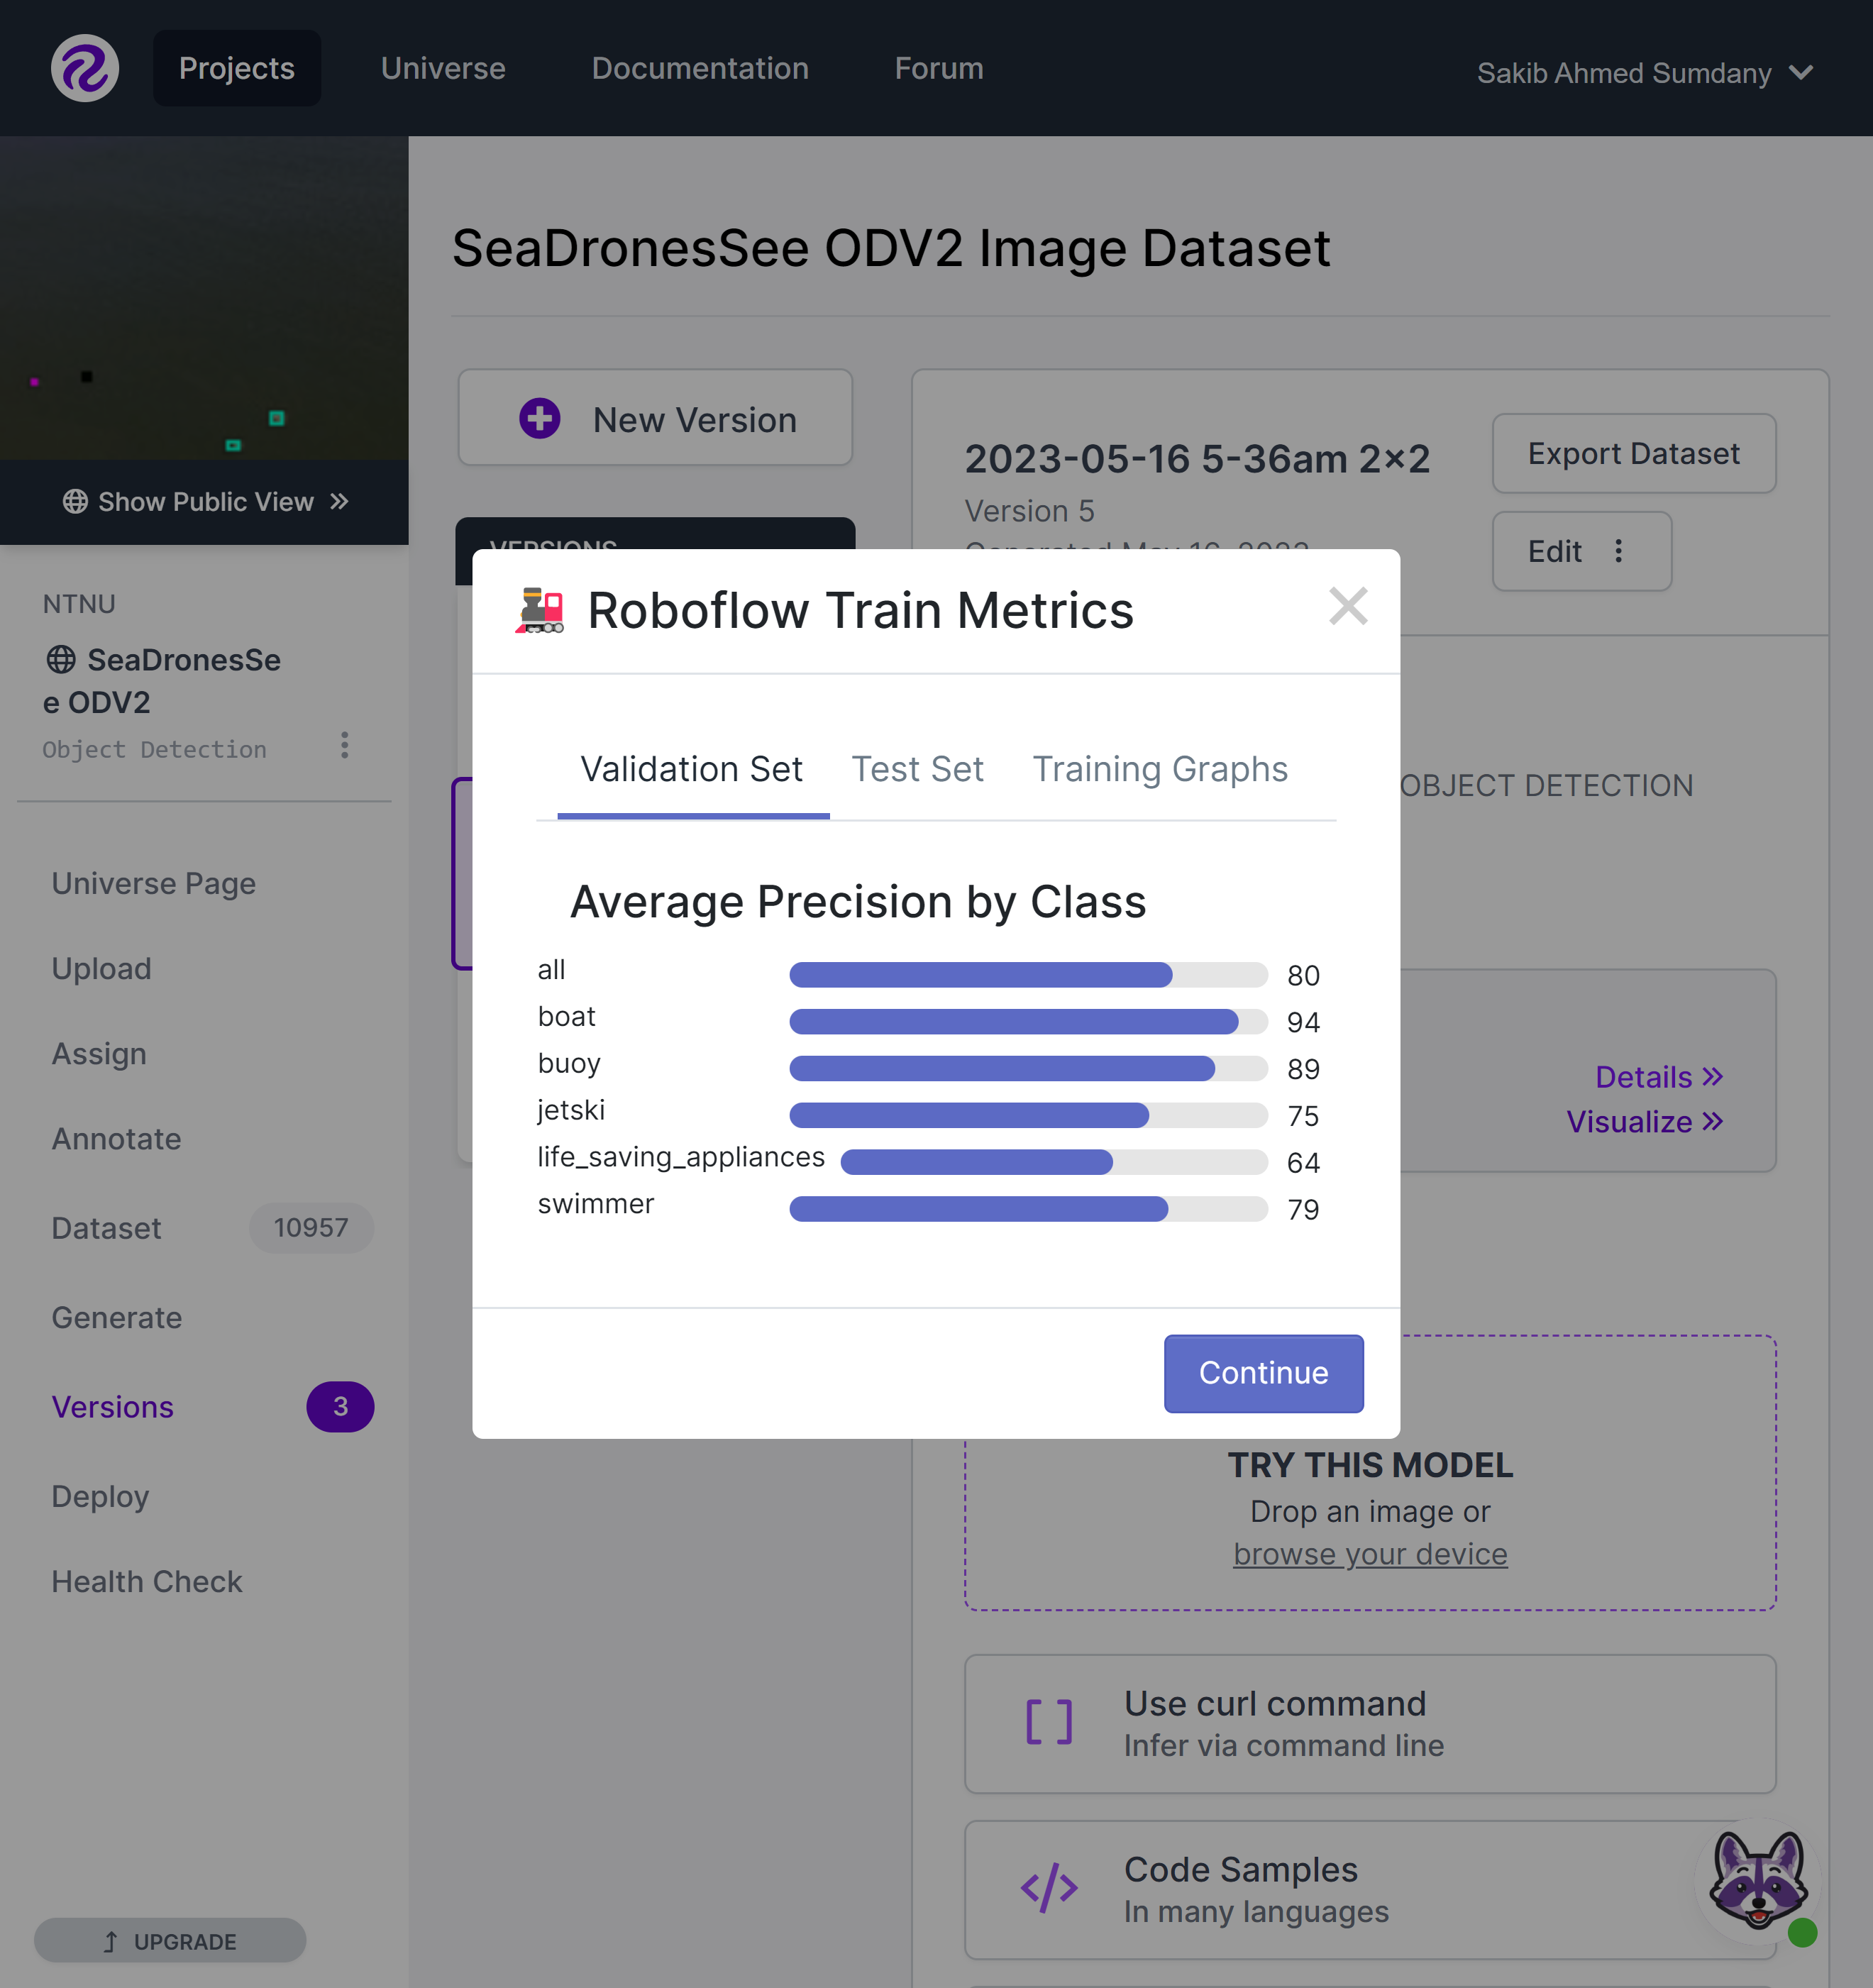 Projects
Universe
Documentation
Forum
Sakib Ahmed Sumdany
Show Public View
NTNU
SeaDronesSe
e ODV2
Object Detection
Universe Page
Upload
Assign
Annotate
Dataset 10957
Generate
Versions 3
Deploy
Health Check
UPGRADE
SeaDronesSee ODV2 Image Dataset
New Version
VERSIONS
2023-05-16 5-36am 2×2
Version 5
Generated May 16, 2023
Export Dataset
Edit
OBJECT DETECTION
Details
Visualize
Roboflow Train Metrics
Validation Set
Test Set
Training Graphs
Average Precision by Class
all 80
boat 94
buoy 89
jetski 75
life_saving_appliances 64
swimmer 79
Continue
TRY THIS MODEL
Drop an image or
browse your device
Use curl command
Infer via command line
Code Samples
In many languages